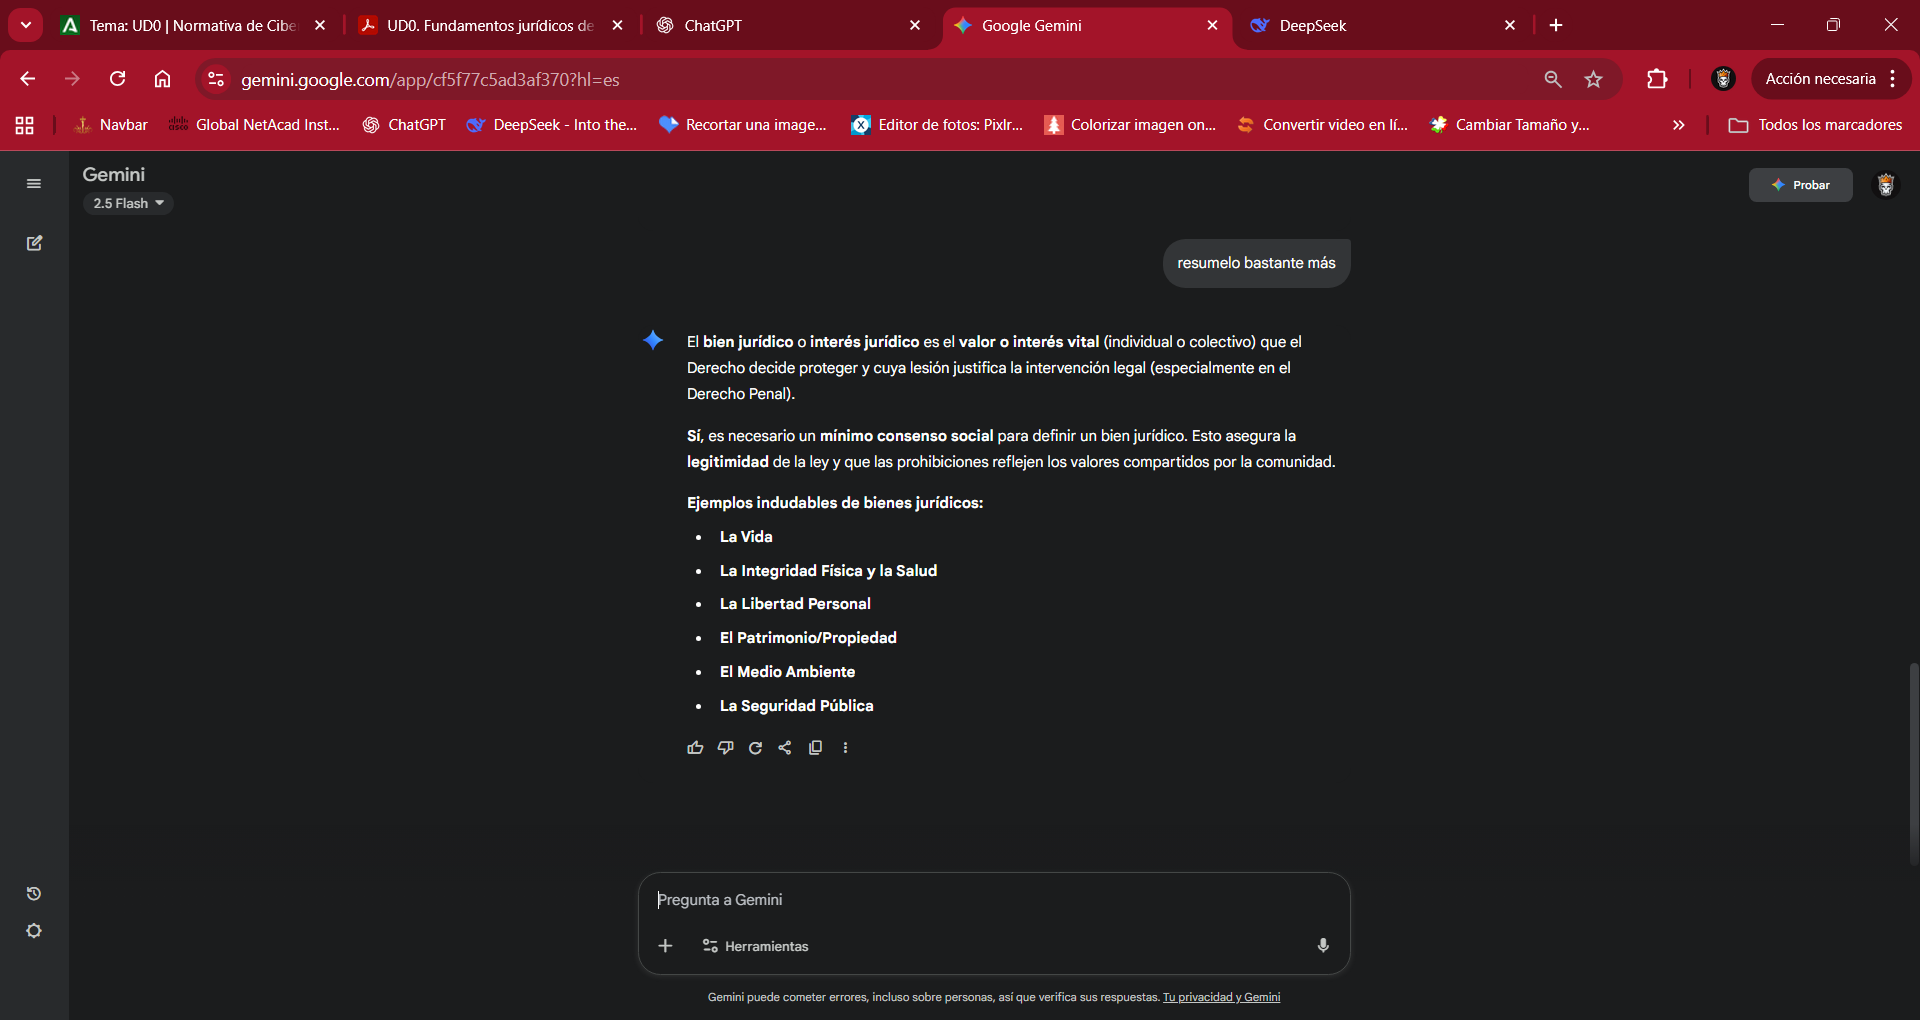 Tema: UD0 | Normativa de Cibe
UD0. Fundamentos jurídicos de
ChatGPT
Google Gemini
DeepSeek
gemini.google.com/app/cf5f77c5ad3af370?hl=es
Acción necesaria
Navbar
Global NetAcad Inst...
ChatGPT
DeepSeek - Into the...
Recortar una image...
Editor de fotos: Pixlr...
Colorizar imagen on...
Convertir video en lí...
Cambiar Tamaño y...
Todos los marcadores
Gemini
2.5 Flash
Probar
resumelo bastante más
El bien jurídico o interés jurídico es el valor o interés vital (individual o colectivo) que el
Derecho decide proteger y cuya lesión justifica la intervención legal (especialmente en el
Derecho Penal).
Sí, es necesario un mínimo consenso social para definir un bien jurídico. Esto asegura la
legitimidad de la ley y que las prohibiciones reflejen los valores compartidos por la comunidad.
Ejemplos indudables de bienes jurídicos:
• La Vida
• La Integridad Física y la Salud
• La Libertad Personal
• El Patrimonio/Propiedad
• El Medio Ambiente
• La Seguridad Pública
Pregunta a Gemini
Herramientas
Gemini puede cometer errores, incluso sobre personas, así que verifica sus respuestas. Tu privacidad y Gemini